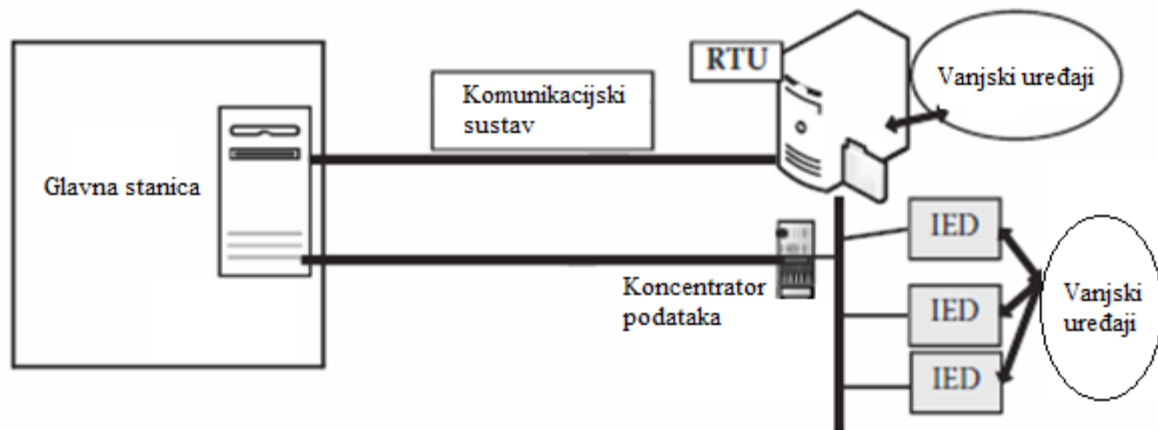 RTU
Vanjski uređaji
Komunikacijski
sustav
Glavna stanica
IED
Koncentrator
podataka
IED
Vanjski
uređaji
IED